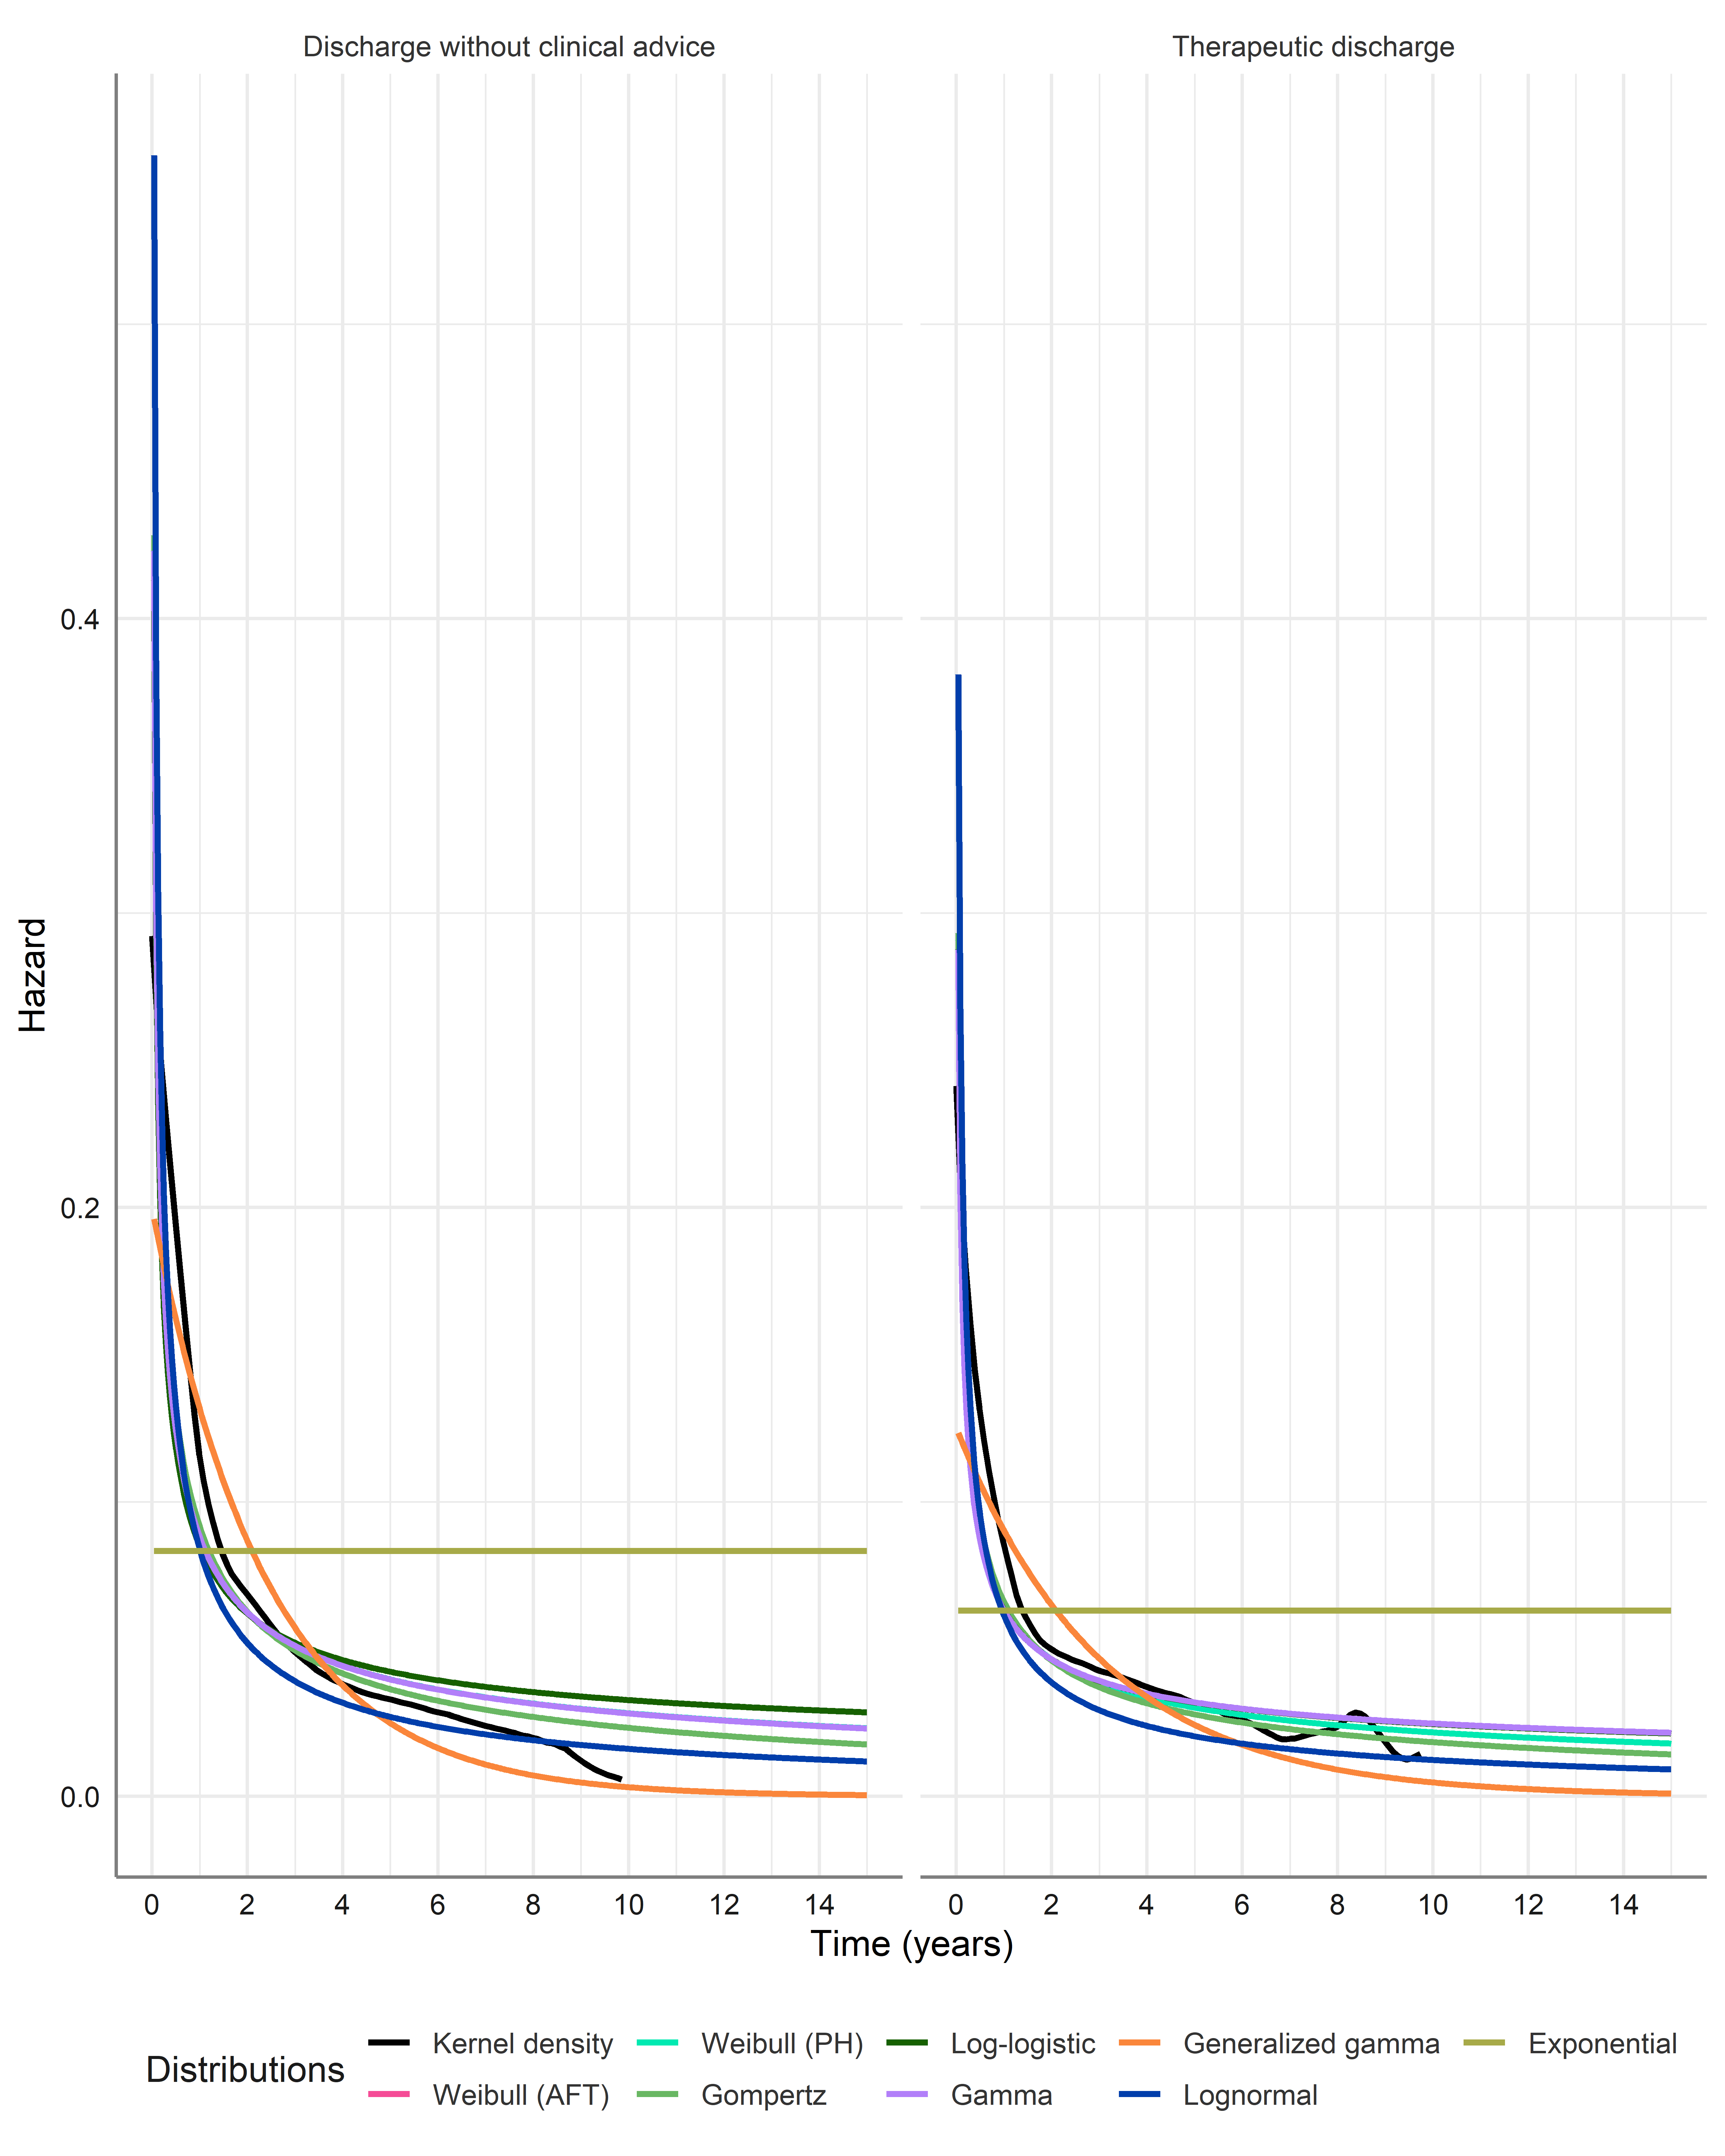 Discharge without clinical advice
Therapeutic discharge
Hazard
0.4
0.2
0.0
0 2 4 6 8 10 12 14
0 2 4 6 8 10 12 14
Time (years)
Distributions
Kernel density Weibull (PH) Log-logistic Generalized gamma Exponential
Weibull (AFT) Gompertz Gamma Lognormal